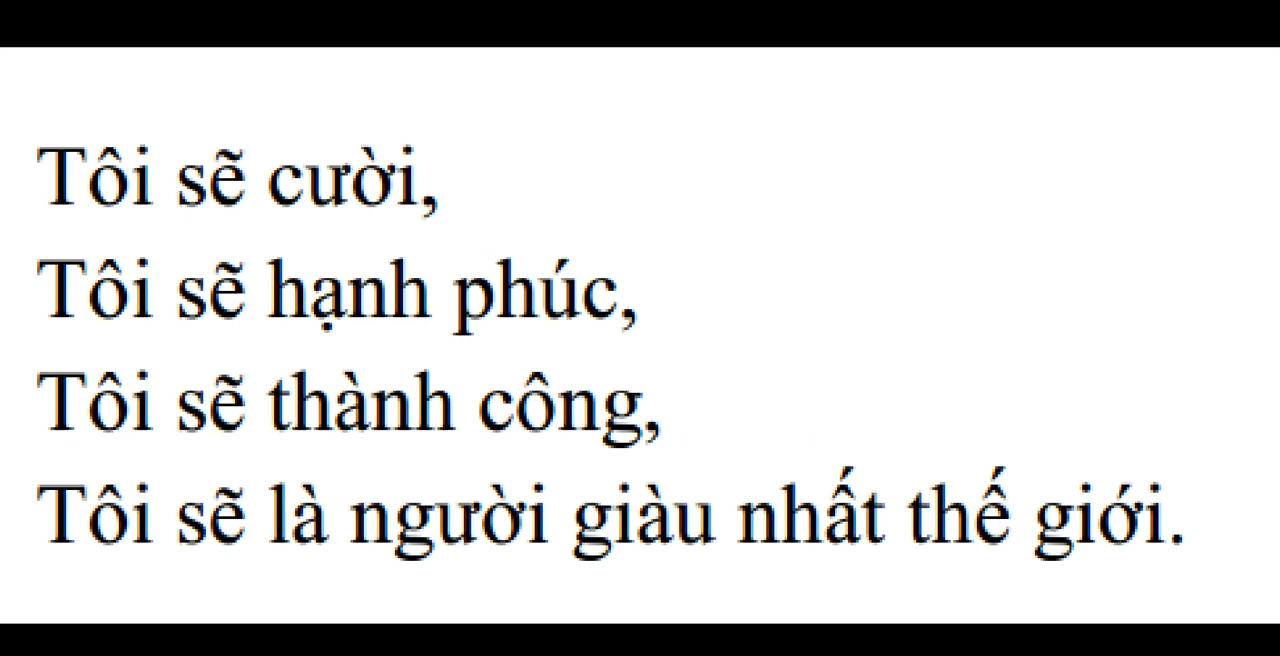 Tôi sẽ cười,
Tôi sẽ hạnh phúc,
Tôi sẽ thành công,
Tôi sẽ là người giàu nhất thế giới.